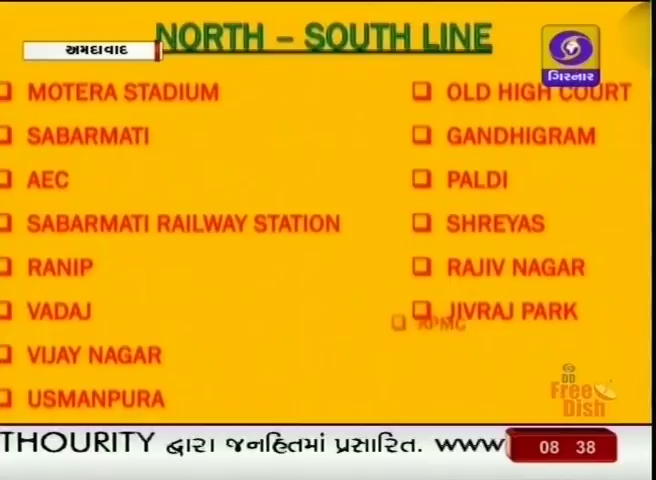 NORTH – SOUTH LINE
અમદાવાદ
ગિરનાર
MOTERA STADIUM
SABARMATI
AEC
SABARMATI RAILWAY STATION
RANIP
VADAJ
VIJAY NAGAR
USMANPURA
OLD HIGH COURT
GANDHIGRAM
PALDI
SHREYAS
RAJIV NAGAR
JIVRAJ PARK
APMC
DD
Free
Dish
THOURITY દ્વારા જનહિતમાં પ્રસારિત. www
08 38